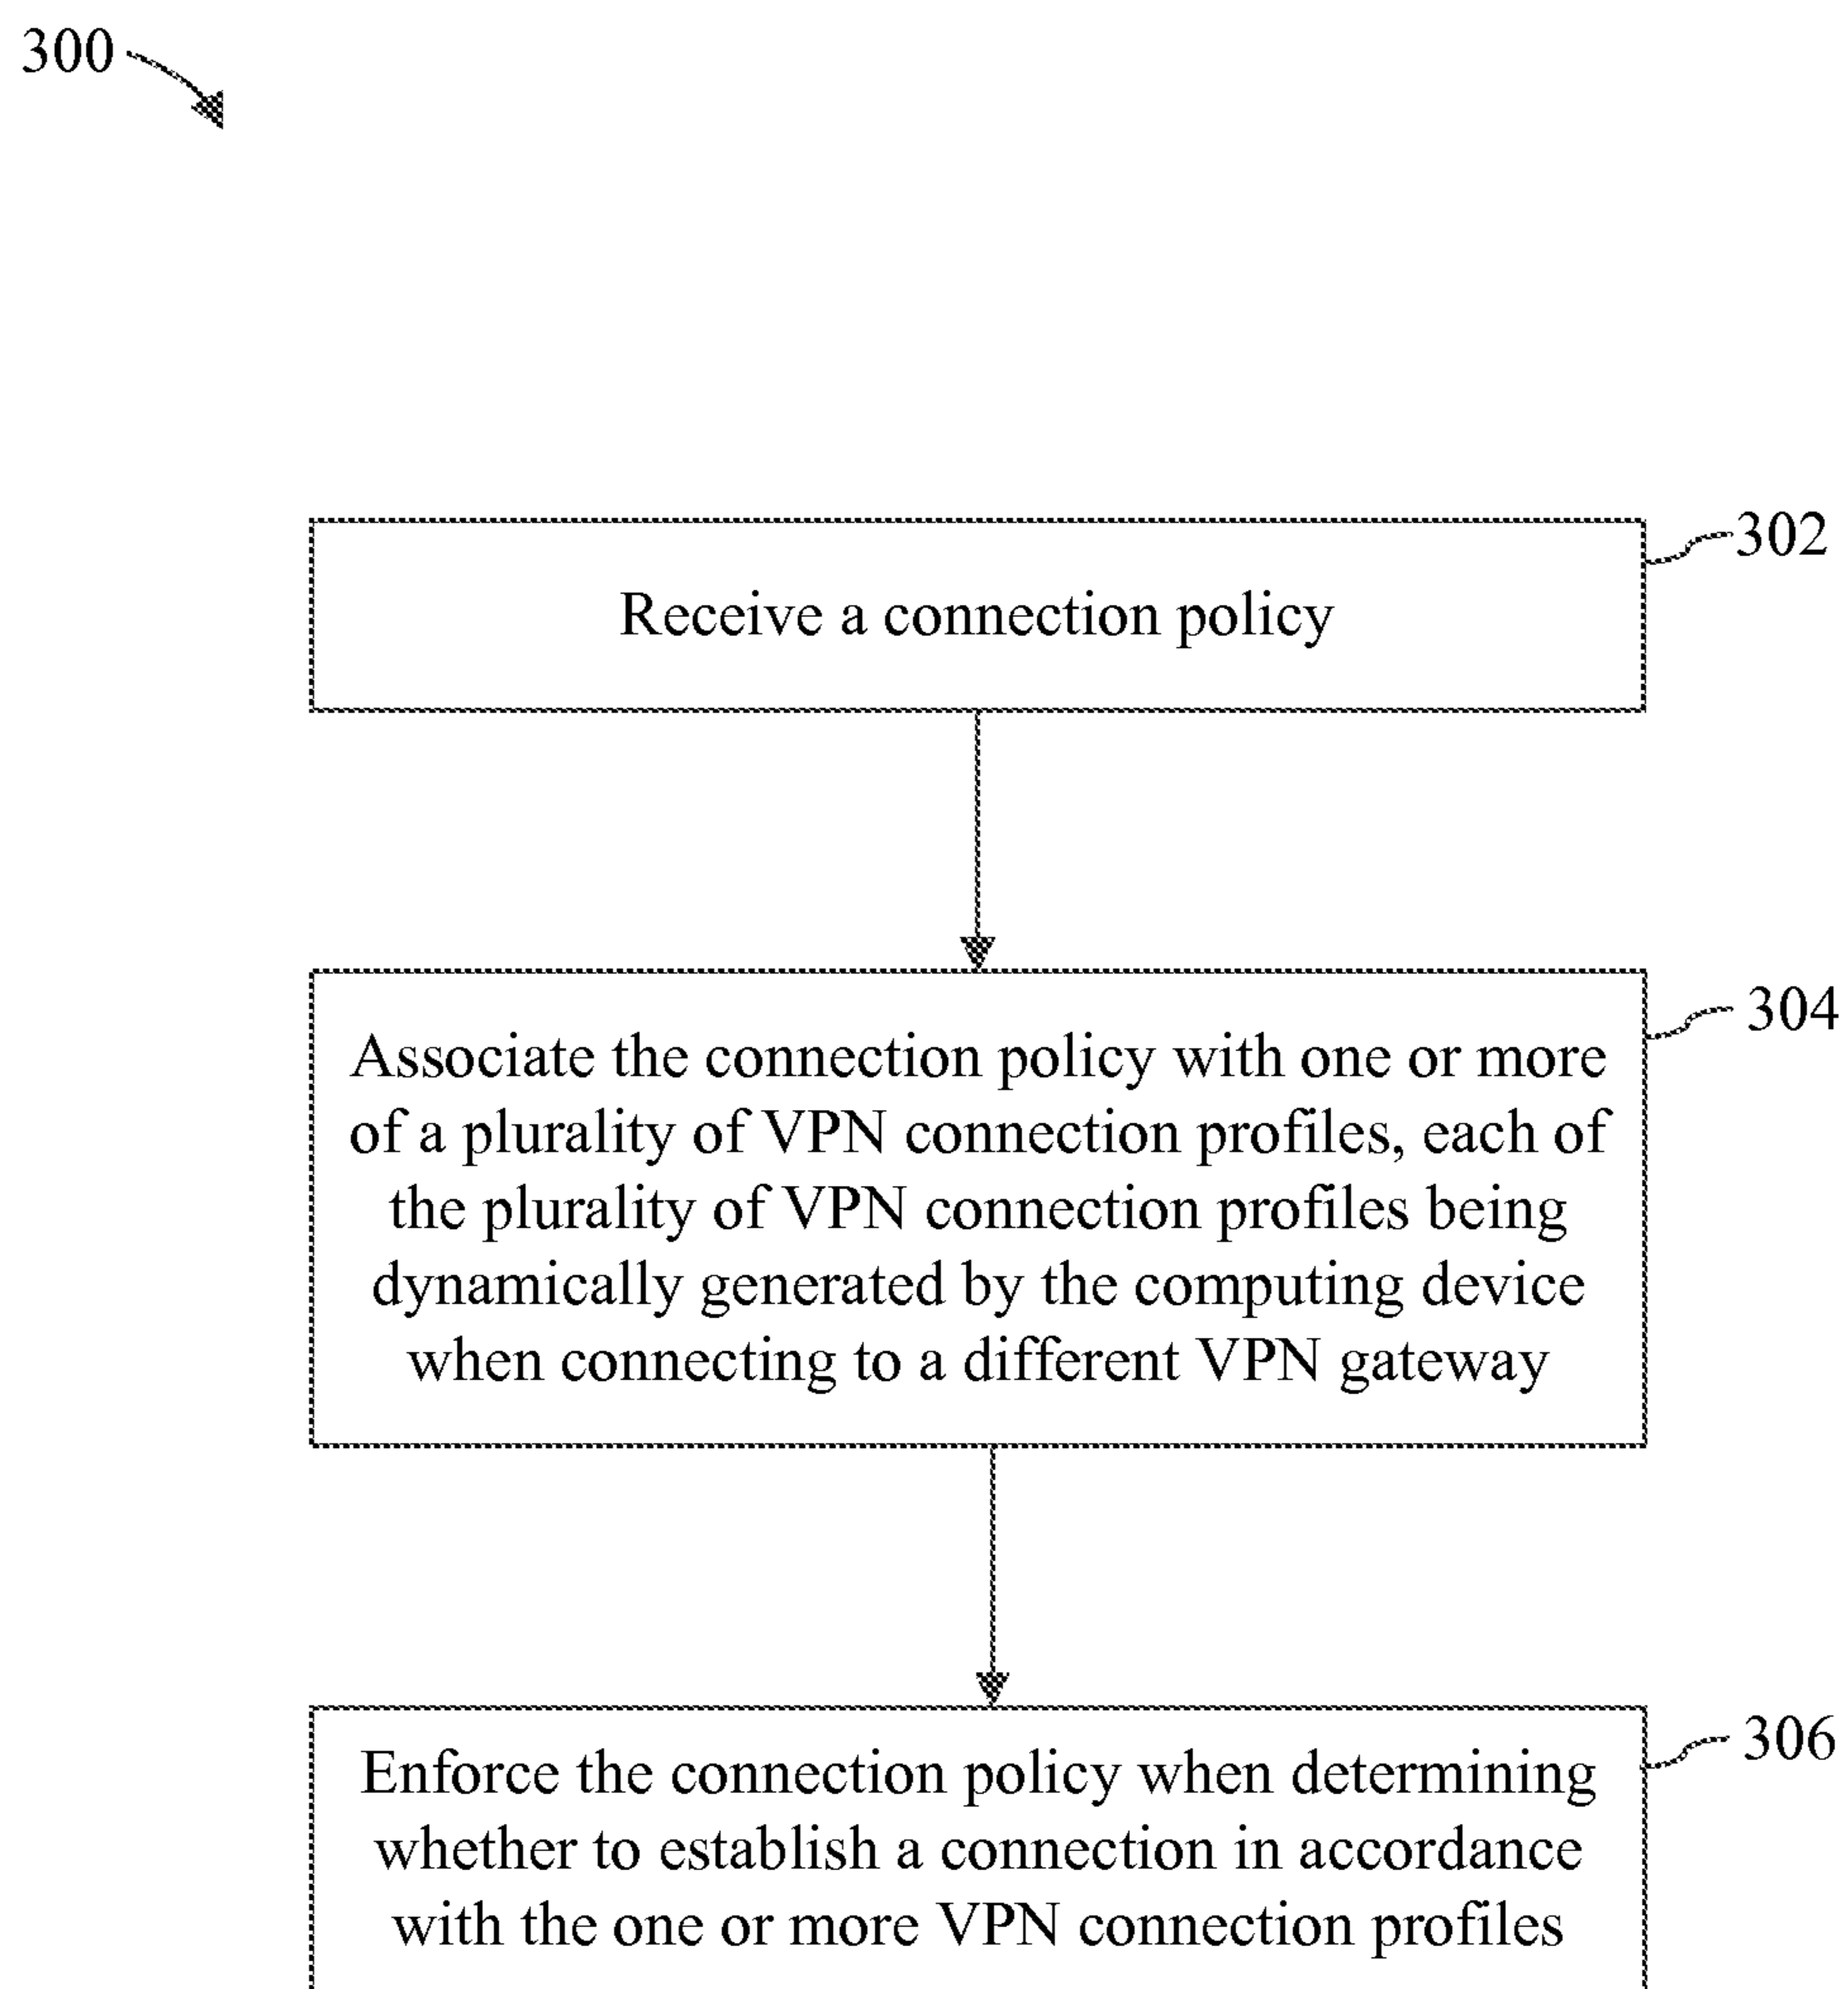 300
302
Receive a connection policy
304
Associate the connection policy with one or more
of a plurality of VPN connection profiles, each of
the plurality of VPN connection profiles being
dynamically generated by the computing device
when connecting to a different VPN gateway
306
Enforce the connection policy when determining
whether to establish a connection in accordance
with the one or more VPN connection profiles